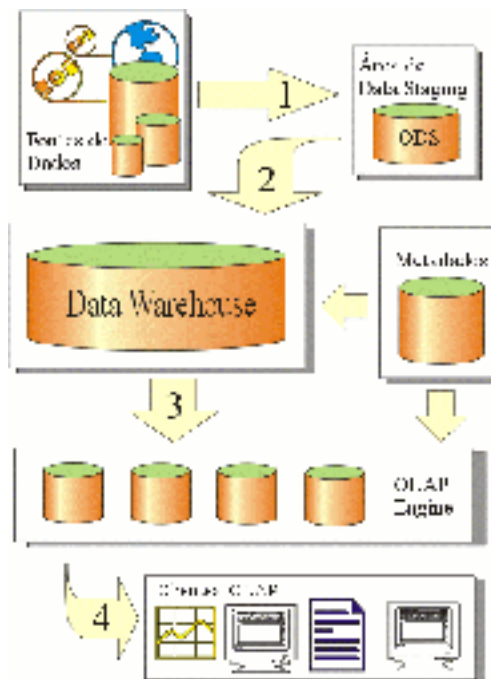 1
Área de
Data Staging
ODS
Fontes de
Dados
2
Data Warehouse
Metadados
3
OLAP
Engine
4
Clientes OLAP